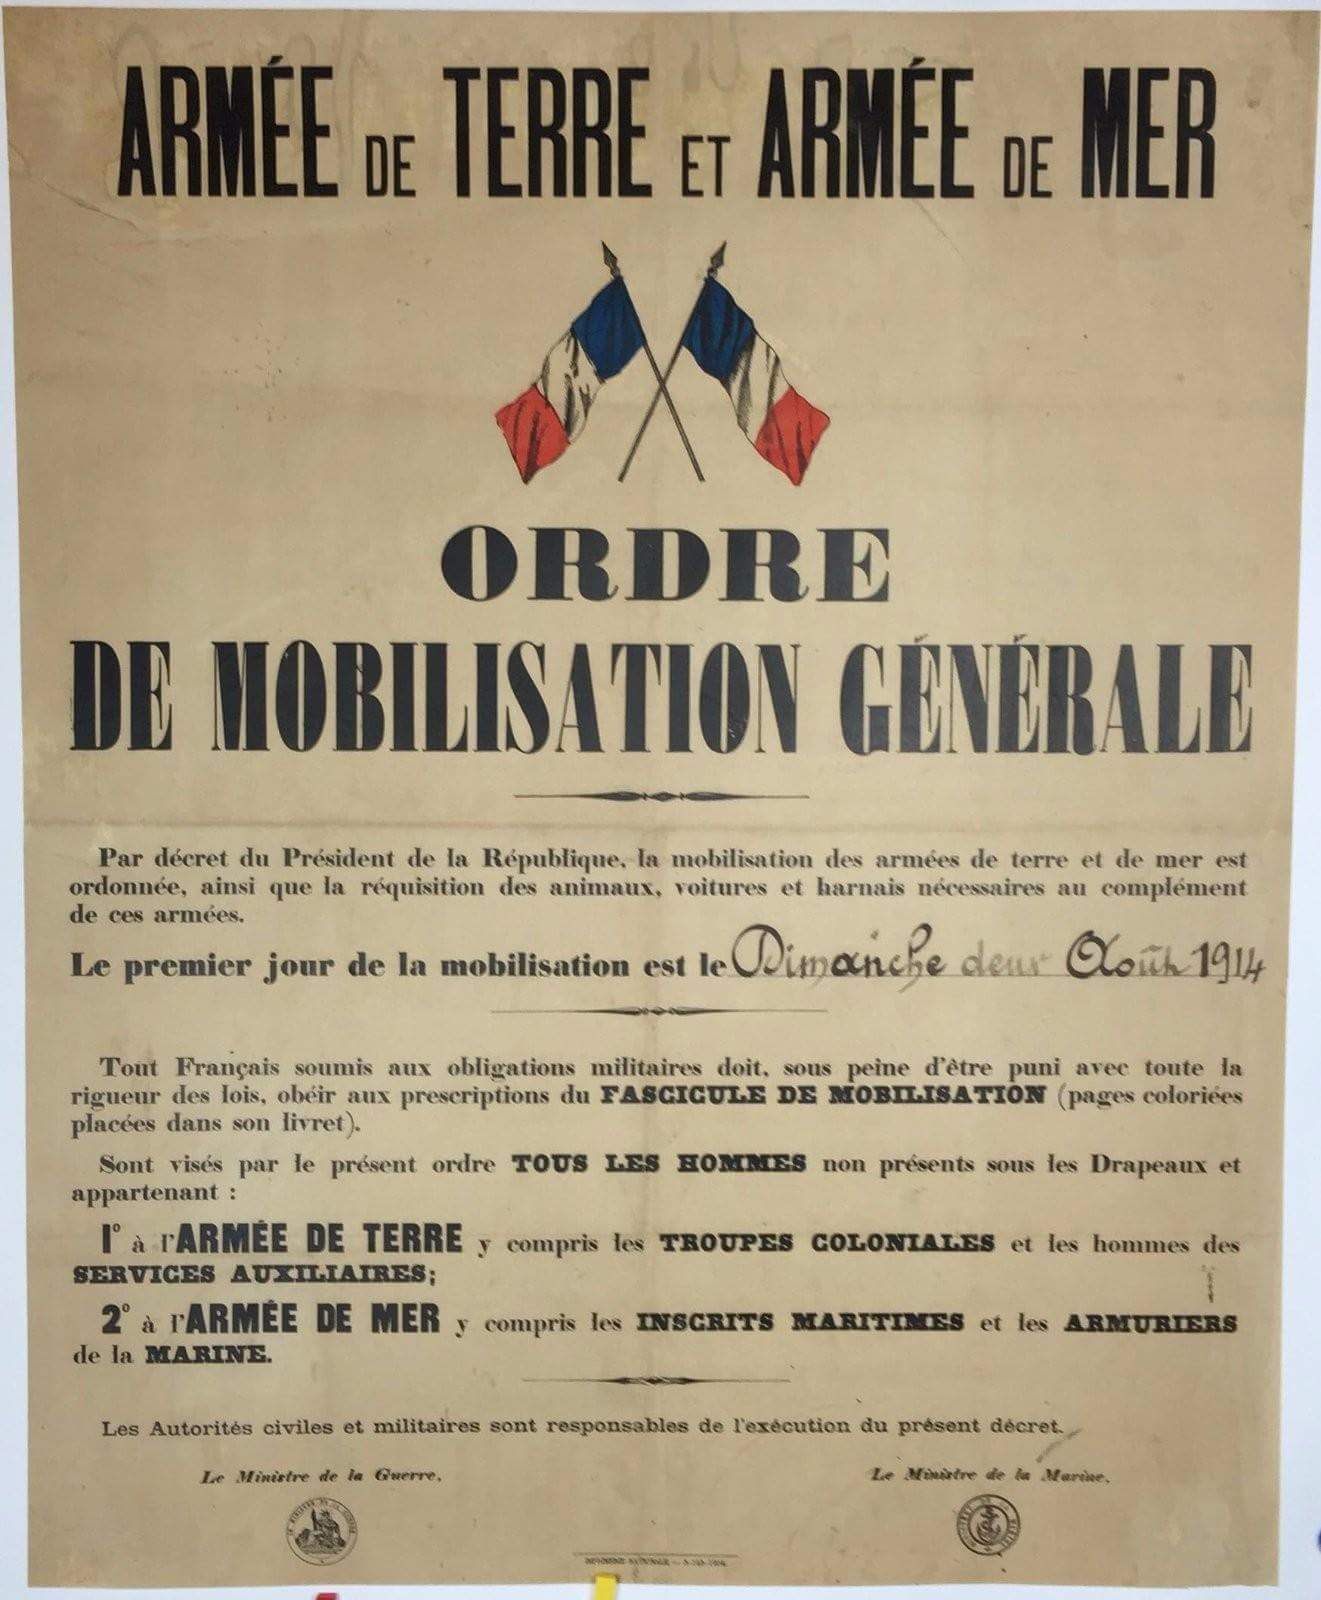 ARMÉE DE TERRE ET ARMÉE DE MER
ORDRE
DE MOBILISATION GÉNÉRALE
Par décret du Président de la République, la mobilisation des armées de terre et de mer est
ordonnée, ainsi que la réquisition des animaux, voitures et harnais nécessaires au complément
de ces armées.
Le premier jour de la mobilisation est le Dimanche deux Août 1914
Tout Français soumis aux obligations militaires doit, sous peine d'être puni avec toute la
rigueur des lois, obéir aux prescriptions du FASCICULE DE MOBILISATION (pages coloriées
placées dans son livret).
Sont visés par le présent ordre TOUS LES HOMMES non présents sous les Drapeaux et
appartenant :
1° à l'ARMÉE DE TERRE y compris les TROUPES COLONIALES et les hommes des
SERVICES AUXILIAIRES;
2° à l'ARMÉE DE MER y compris les INSCRITS MARITIMES et les ARMURIERS
de la MARINE.
Les Autorités civiles et militaires sont responsables de l'exécution du présent décret.
Le Ministre de la Guerre,
Le Ministre de la Marine,
IMPRIMERIE NATIONALE